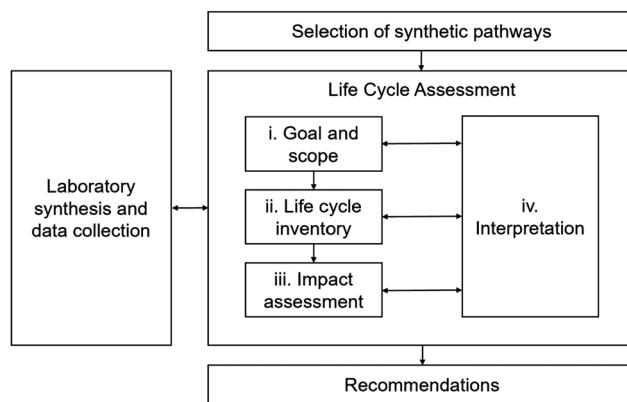 Selection of synthetic pathways
Life Cycle Assessment
i. Goal and
scope
ii. Life cycle
inventory
iii. Impact
assessment
iv.
Interpretation
Laboratory
synthesis and
data collection
Recommendations